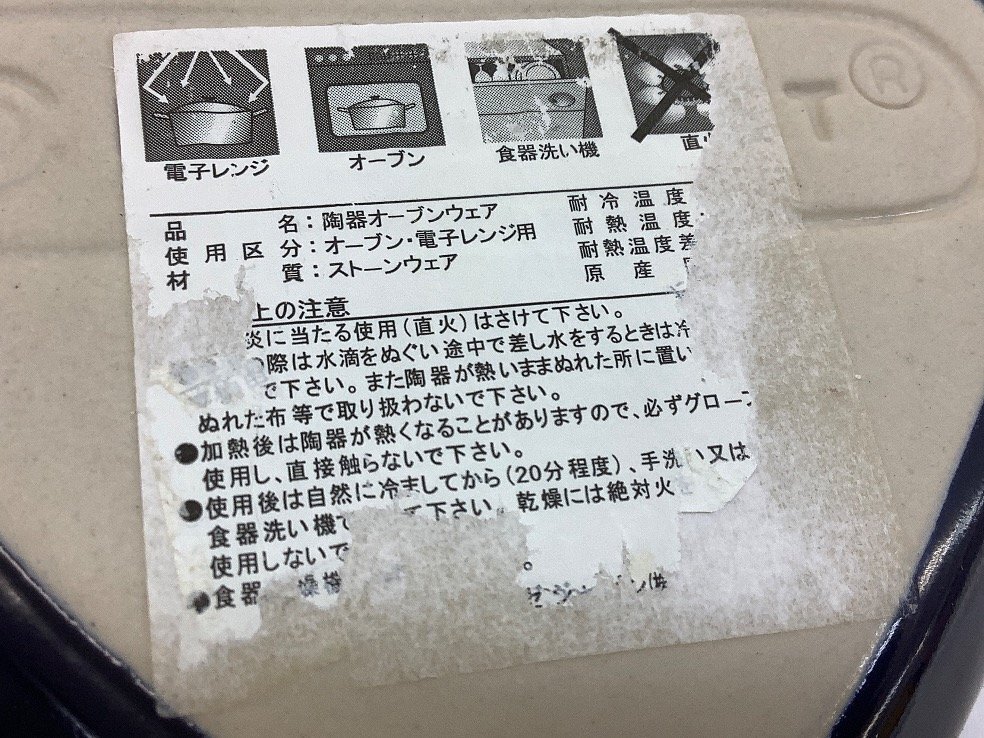 T®
電子レンジ
オーブン
食器洗い機
直
品名：陶器オーブンウェア
耐冷温度
使用区分：オーブン・電子レンジ用
耐熱温度
材質：ストーンウェア
耐熱温度差
原産
上の注意
炎に当たる使用（直火）はさけて下さい。
の際は水滴をぬぐい途中で差し水をするときは冷
で下さい。また陶器が熱いままぬれた所に置い
ぬれた布等で取り扱わないで下さい。
●加熱後は陶器が熱くなることがありますので、必ずグロー
使用し、直接触らないで下さい。
●使用後は自然に冷ましてから（20分程度）、手洗い又は
食器洗い機で て下さい。乾燥には絶対火
使用しないで 。
●食器 燥機